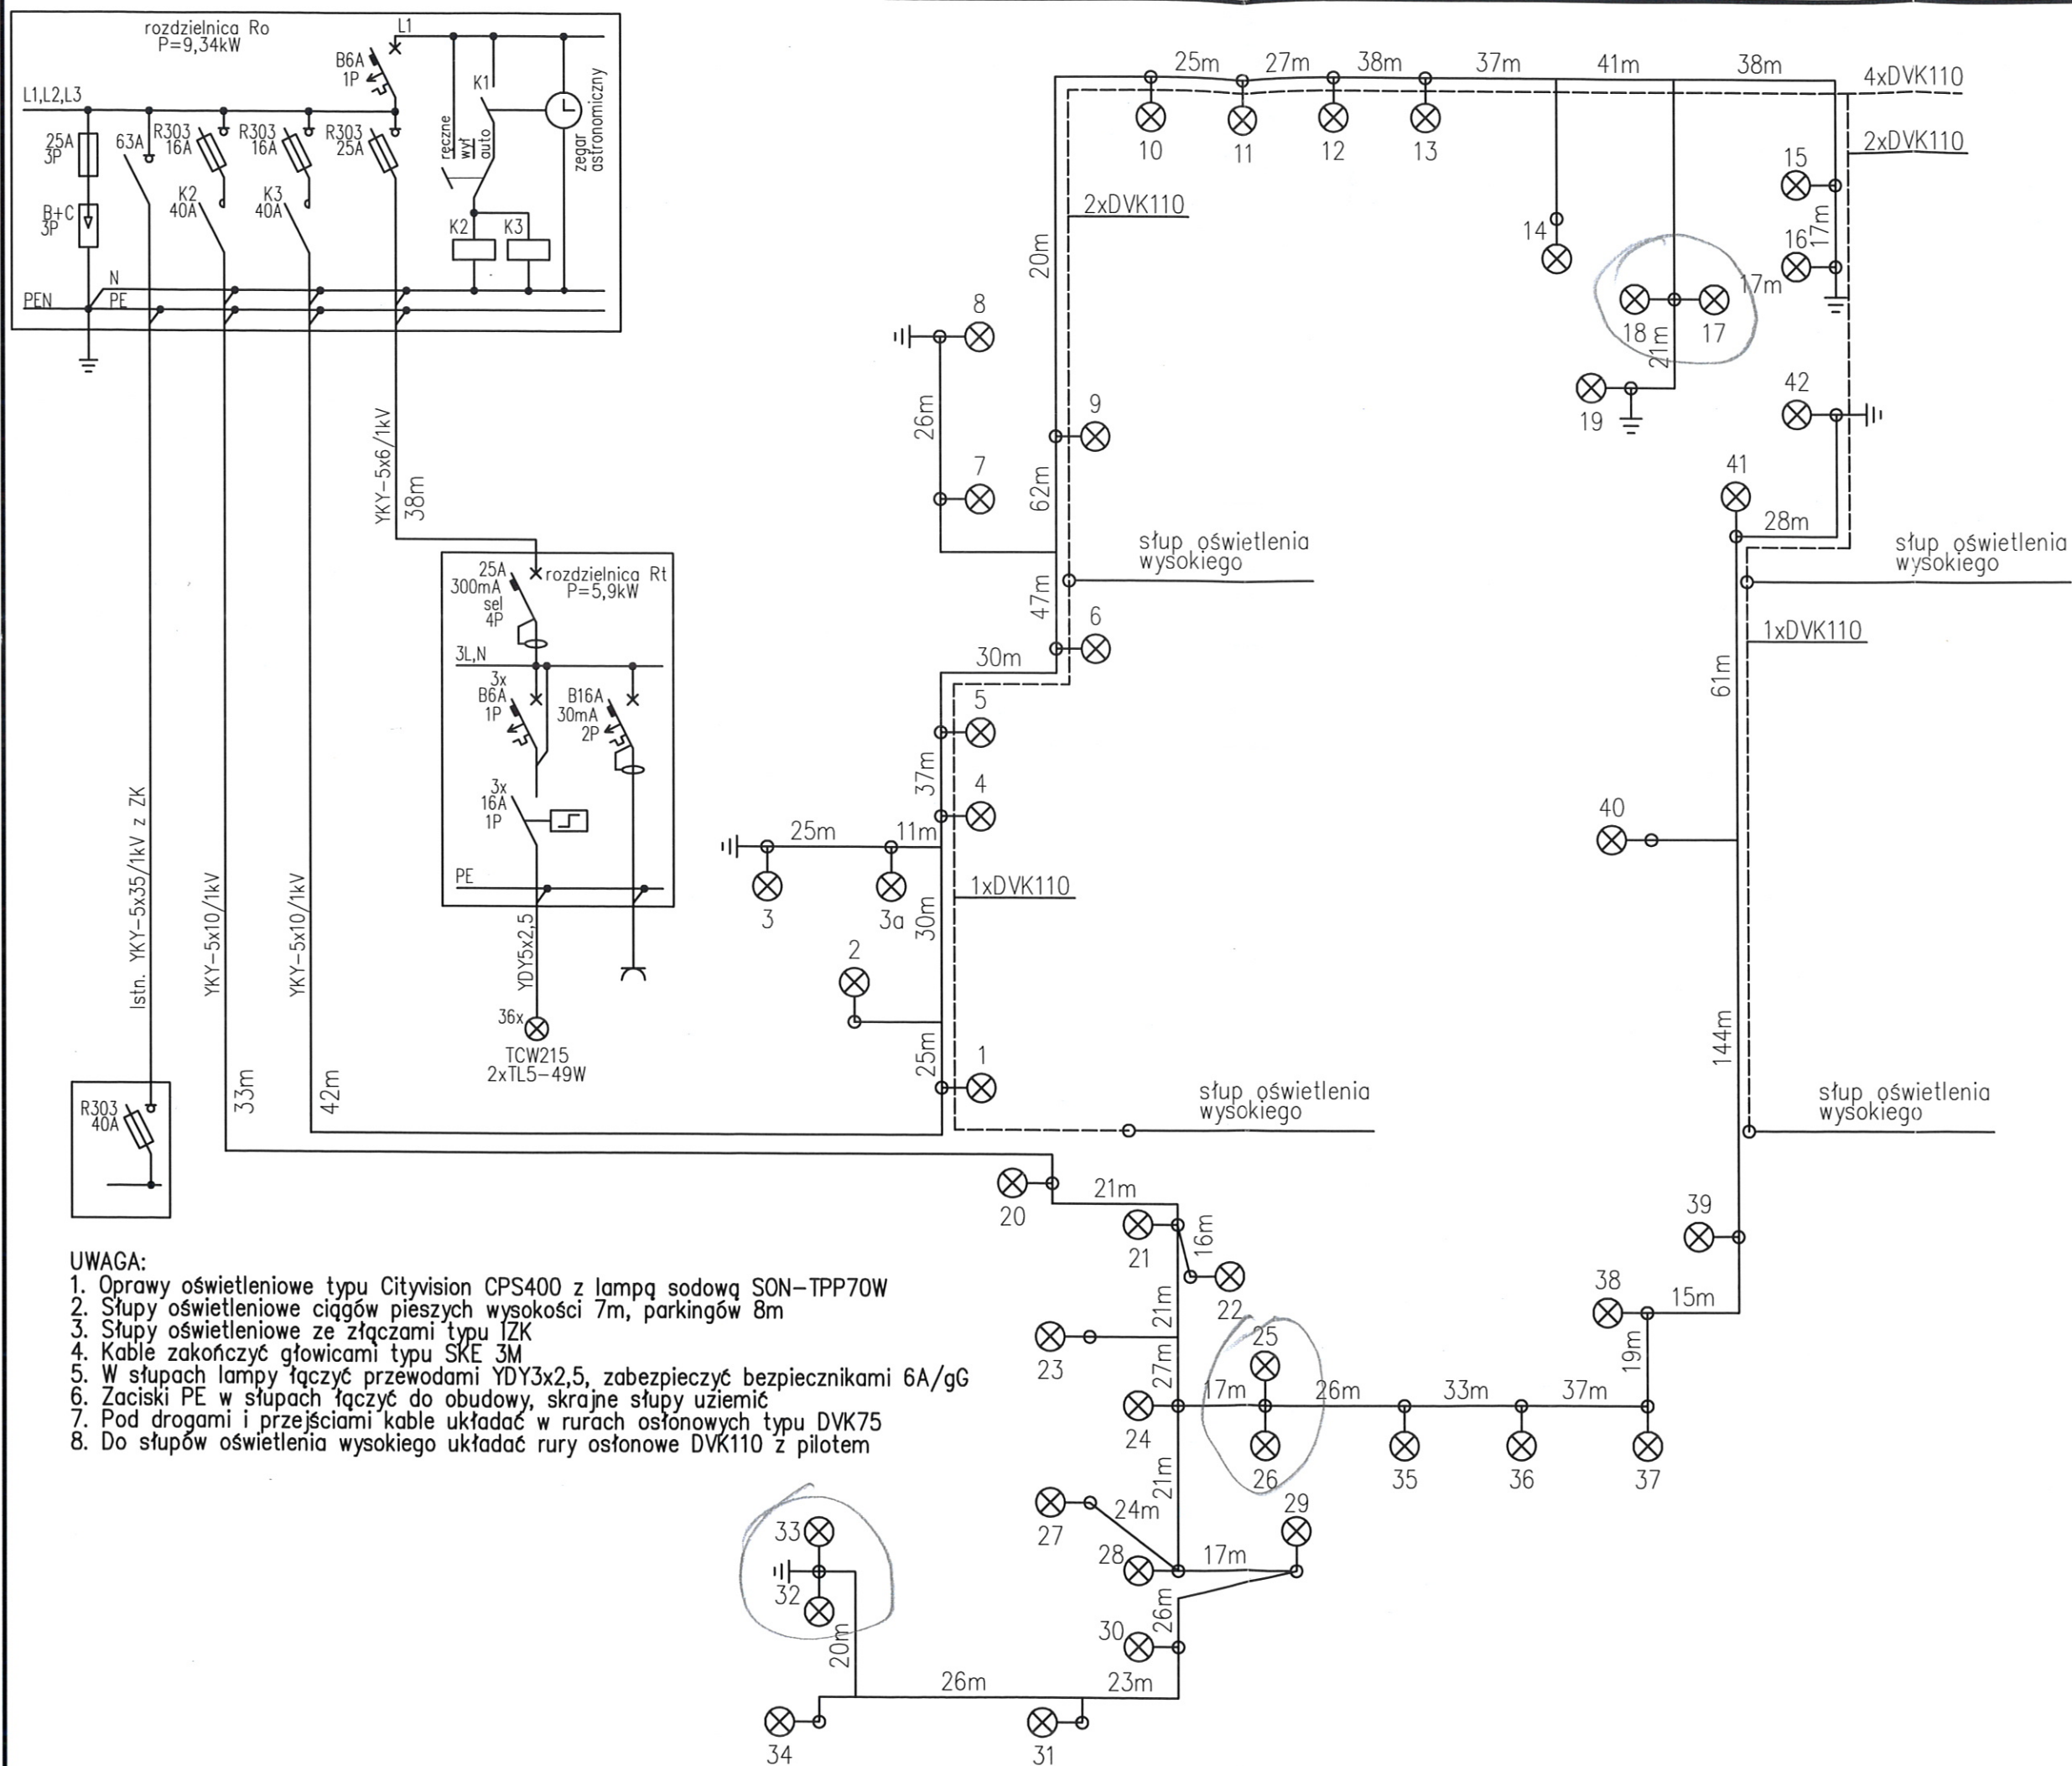 rozdzielnica Ro
P=9,34kW
L1
B6A
1P
K1
ręczne
wył
auto
zegar
astronomiczny
L1,L2,L3
25A
3P
63A
R303
16A
R303
16A
R303
25A
B+C
3P
K2
40A
K3
40A
K2
K3
N
PEN
PE
YKY-5x6/1kV
38m
rozdzielnica Rt
P=5,9kW
25A
300mA
sel
4P
3L,N
3x
B6A
1P
B16A
30mA
2P
3x
16A
1P
PE
YDY5x2,5
36x
TCW215
2xTL5-49W
Istn. YKY-5x35/1kV z ZK
YKY-5x10/1kV
YKY-5x10/1kV
33m
42m
R303
40A
25m
27m
38m
37m
41m
38m
4xDVK110
2xDVK110
10
11
12
13
14
15
16
17m
17m
18
17
21m
19
42
2xDVK110
20m
8
26m
9
7
62m
47m
słup oświetlenia
wysokiego
6
30m
5
37m
4
25m
11m
3
3a
1xDVK110
30m
2
25m
1
słup oświetlenia
wysokiego
41
28m
słup oświetlenia
wysokiego
1xDVK110
61m
40
144m
słup oświetlenia
wysokiego
39
38
15m
19m
20
21m
21
16m
22
21m
23
27m
25
17m
26m
33m
37m
24
26
35
36
37
21m
27
24m
29
28
17m
26m
30
33
32
20m
26m
23m
34
31
UWAGA:
1. Oprawy oświetleniowe typu Cityvision CPS400 z lampą sodową SON-TPP70W
2. Słupy oświetleniowe ciągów pieszych wysokości 7m, parkingów 8m
3. Słupy oświetleniowe ze złączami typu IZK
4. Kable zakończyć głowicami typu SKE 3M
5. W słupach lampy łączyć przewodami YDY3x2,5, zabezpieczyć bezpiecznikami 6A/gG
6. Zaciski PE w słupach łączyć do obudowy, skrajne słupy uziemić
7. Pod drogami i przejściami kable układać w rurach osłonowych typu DVK75
8. Do słupów oświetlenia wysokiego układać rury osłonowe DVK110 z pilotem